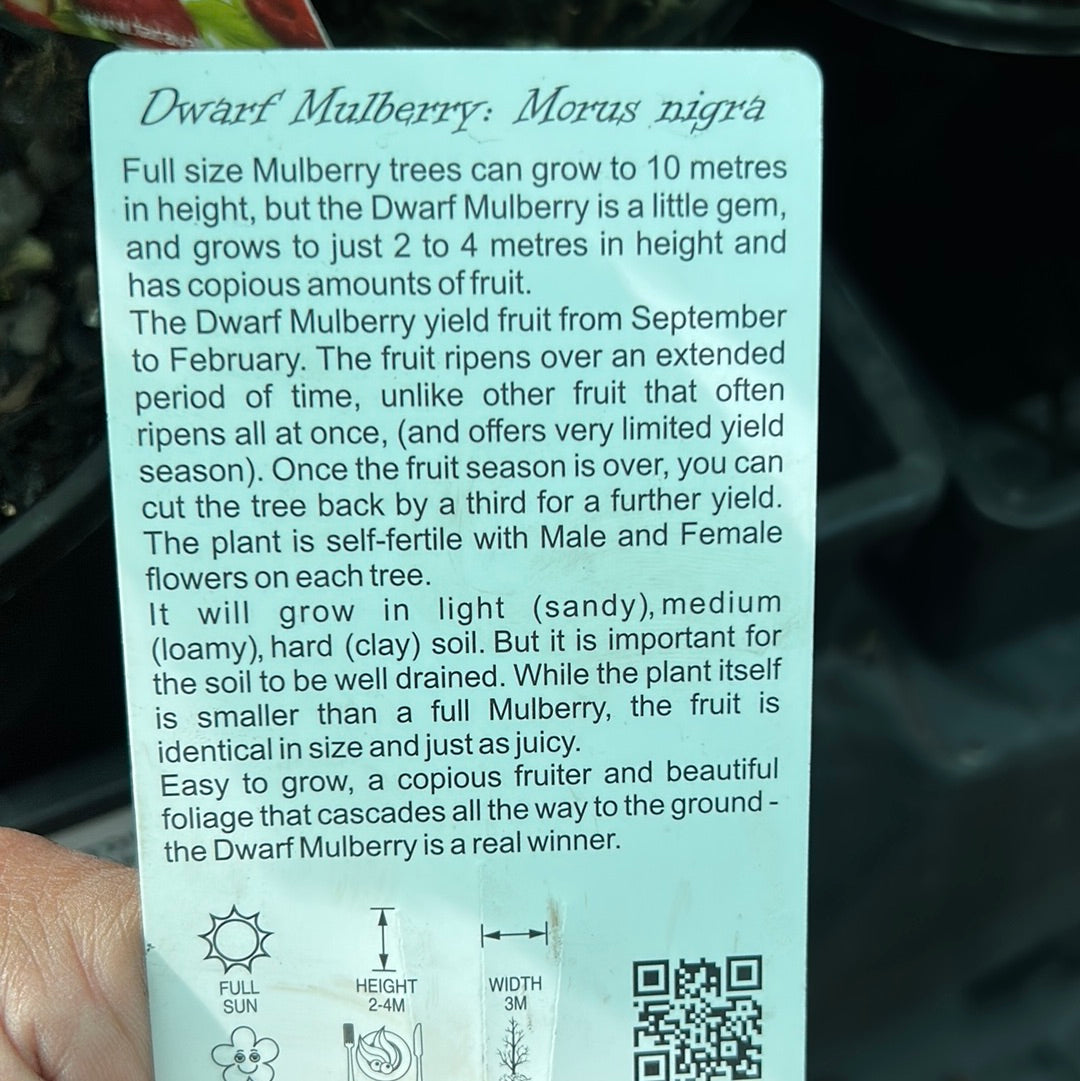 Dwarf Mulberry: Morus nigra
Full size Mulberry trees can grow to 10 metres
in height, but the Dwarf Mulberry is a little gem,
and grows to just 2 to 4 metres in height and
has copious amounts of fruit.
The Dwarf Mulberry yield fruit from September
to February. The fruit ripens over an extended
period of time, unlike other fruit that often
ripens all at once, (and offers very limited yield
season). Once the fruit season is over, you can
cut the tree back by a third for a further yield.
The plant is self-fertile with Male and Female
flowers on each tree.
It will grow in light (sandy), medium
(loamy), hard (clay) soil. But it is important for
the soil to be well drained. While the plant itself
is smaller than a full Mulberry, the fruit is
identical in size and just as juicy.
Easy to grow, a copious fruiter and beautiful
foliage that cascades all the way to the ground -
the Dwarf Mulberry is a real winner.
FULL
SUN
HEIGHT
2-4M
WIDTH
3M